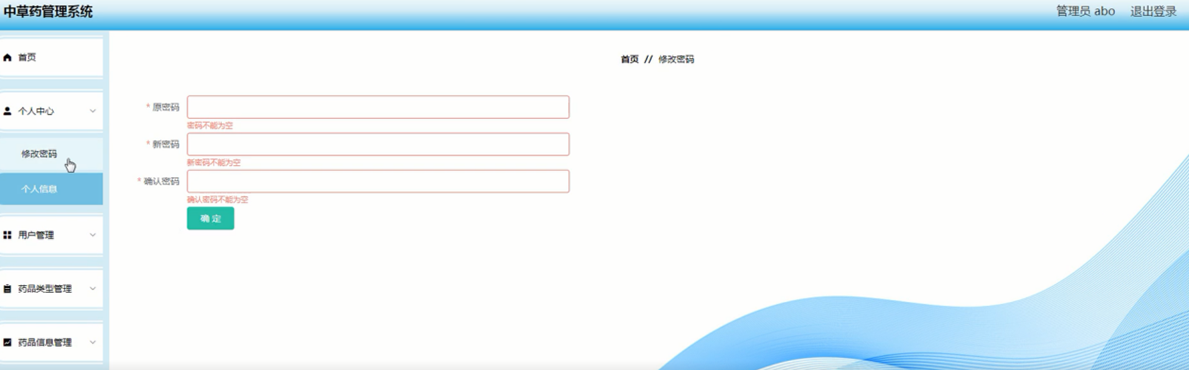 中草药管理系统
管理员 abo 退出登录
首页
个人中心
修改密码
个人信息
用户管理
药品类型管理
药品信息管理
首页 // 修改密码
* 原密码
密码不能为空
* 新密码
新密码不能为空
* 确认密码
确认密码不能为空
确 定